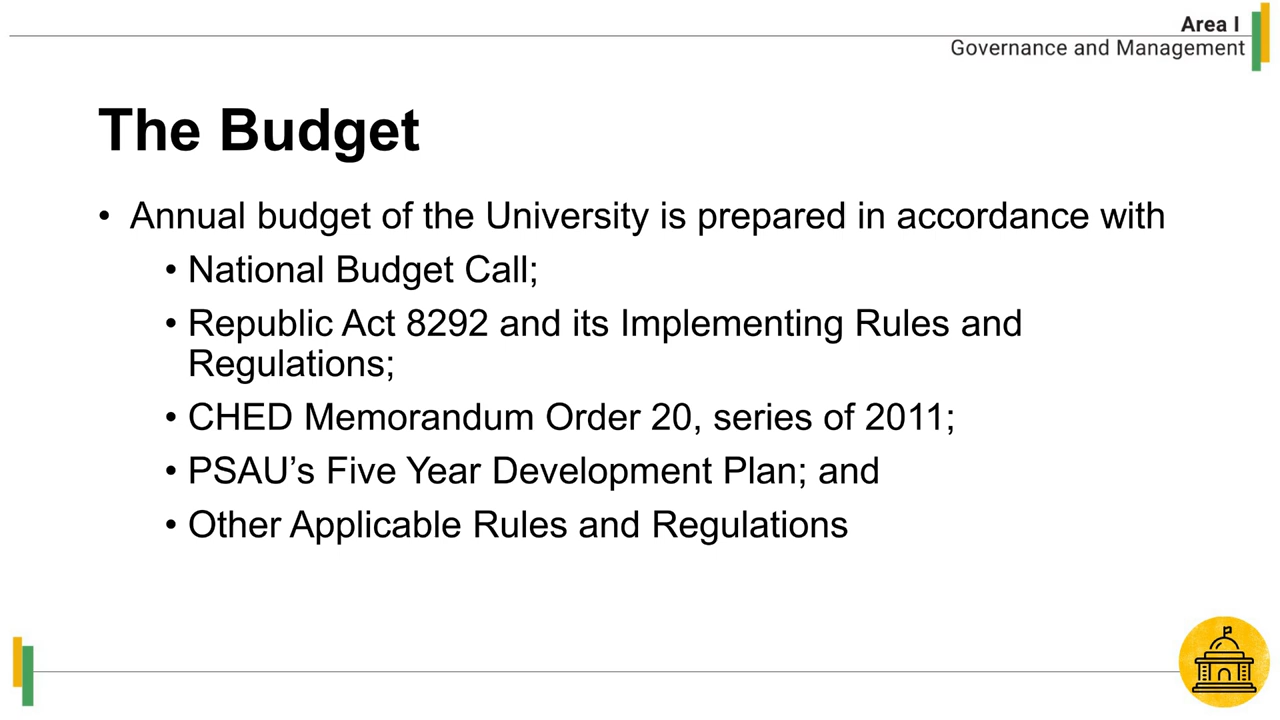 Area I
Governance and Management
The Budget
• Annual budget of the University is prepared in accordance with
• National Budget Call;
• Republic Act 8292 and its Implementing Rules and
Regulations;
• CHED Memorandum Order 20, series of 2011;
• PSAU’s Five Year Development Plan; and
• Other Applicable Rules and Regulations